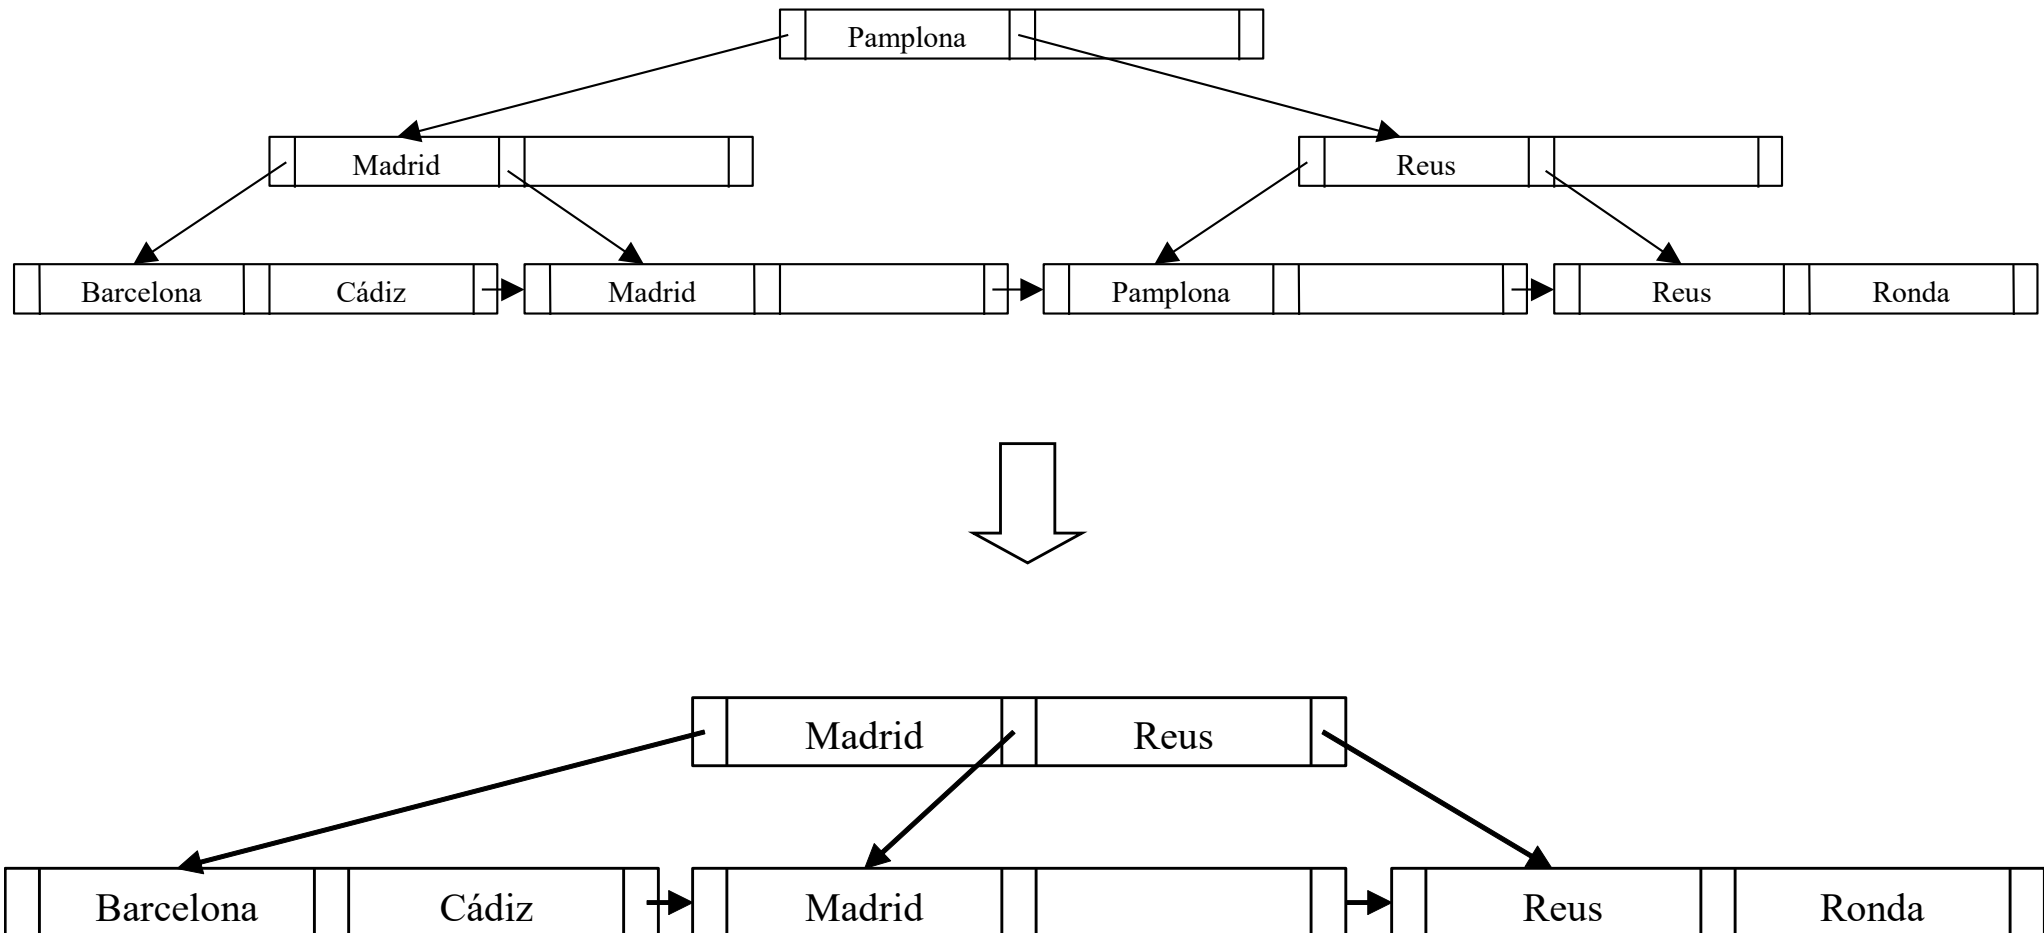 Pamplona
Madrid Reus
Barcelona Cádiz Madrid Pamplona Reus Ronda
Madrid Reus
Barcelona Cádiz Madrid Reus Ronda